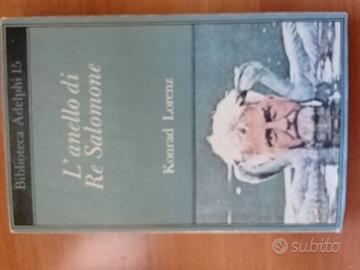 Biblioteca Adelphi 15
L'anello di
Re Salomone
Konrad Lorenz
subito